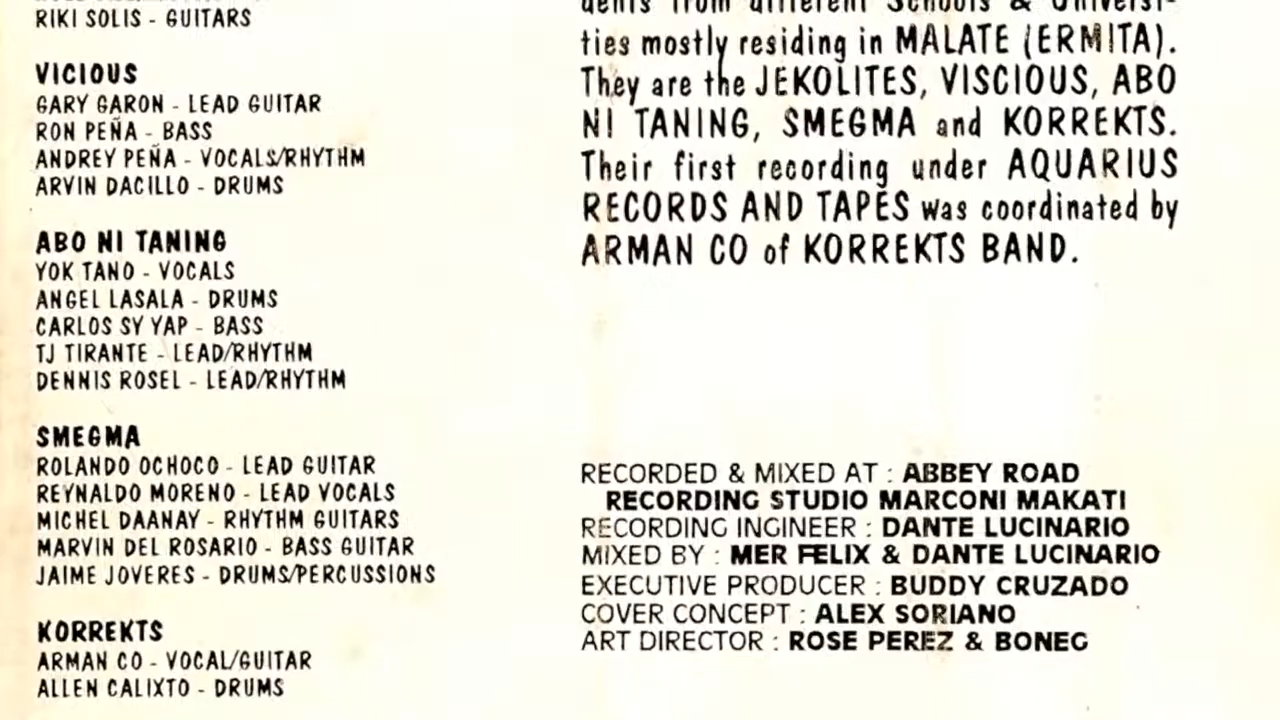 RIKI SOLIS - GUITARS
VICIOUS
GARY GARON - LEAD GUITAR
RON PEÑA - BASS
ANDREY PEÑA - VOCALS/RHYTHM
ARVIN DACILLO - DRUMS
ABO NI TANING
YOK TANO - VOCALS
ANGEL LASALA - DRUMS
CARLOS SY YAP - BASS
TJ TIRANTE - LEAD/RHYTHM
DENNIS ROSEL - LEAD/RHYTHM
SMEGMA
ROLANDO OCHOCO - LEAD GUITAR
REYNALDO MORENO - LEAD VOCALS
MICHEL DAANAY - RHYTHM GUITARS
MARVIN DEL ROSARIO - BASS GUITAR
JAIME JOVERES - DRUMS/PERCUSSIONS
KORREKTS
ARMAN CO - VOCAL/GUITAR
ALLEN CALIXTO - DRUMS
dents from different Schools & Universi-
ties mostly residing in MALATE (ERMITA).
They are the JEKOLITES, VISCIOUS, ABO
NI TANING, SMEGMA and KORREKTS.
Their first recording under AQUARIUS
RECORDS AND TAPES was coordinated by
ARMAN CO of KORREKTS BAND.
RECORDED & MIXED AT : ABBEY ROAD
RECORDING STUDIO MARCONI MAKATI
RECORDING INGINEER : DANTE LUCINARIO
MIXED BY : MER FELIX & DANTE LUCINARIO
EXECUTIVE PRODUCER : BUDDY CRUZADO
COVER CONCEPT : ALEX SORIANO
ART DIRECTOR : ROSE PEREZ & BONEG